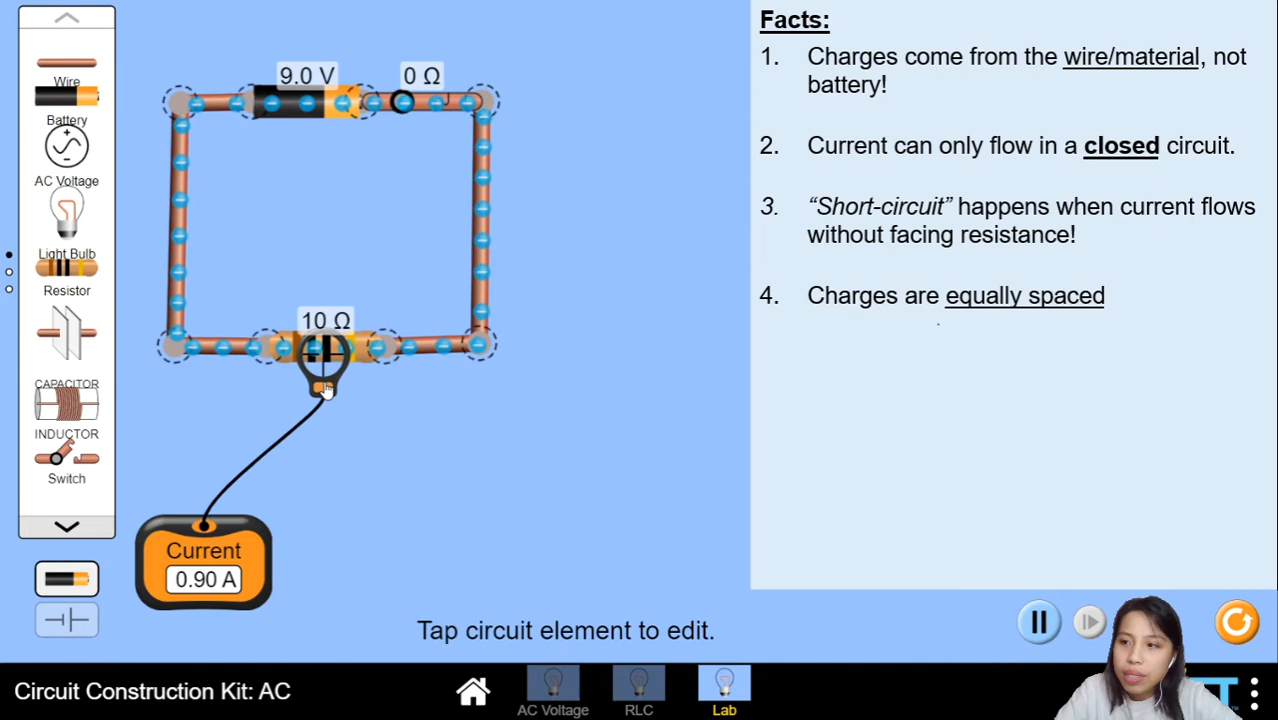 Wire
Battery
AC Voltage
Light Bulb
Resistor
CAPACITOR
INDUCTOR
Switch
9.0 V
0 Ω
10 Ω
Current
0.90 A
Tap circuit element to edit.
Facts:
1. Charges come from the wire/material, not
battery!
2. Current can only flow in a closed circuit.
3. “Short-circuit” happens when current flows
without facing resistance!
4. Charges are equally spaced
Circuit Construction Kit: AC
AC Voltage
RLC
Lab